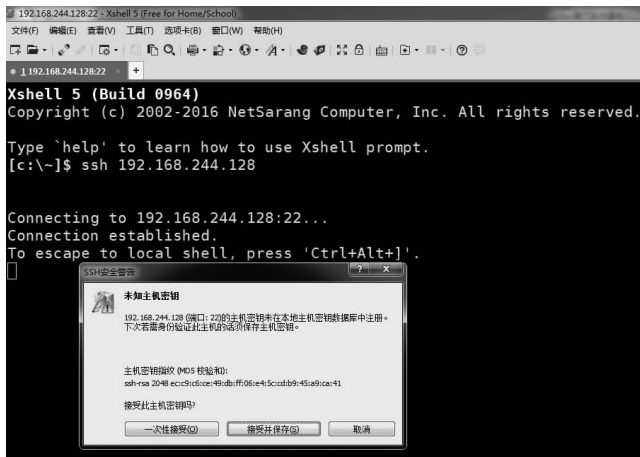 192.168.244.128:22 - Xshell 5 (Free for Home/School)
文件(F) 编辑(E) 查看(V) 工具(T) 选项卡(B) 窗口(W) 帮助(H)
1 192.168.244.128:22
Xshell 5 (Build 0964)
Copyright (c) 2002-2016 NetSarang Computer, Inc. All rights reserved.
Type `help' to learn how to use Xshell prompt.
[c:\~]$ ssh 192.168.244.128
Connecting to 192.168.244.128:22...
Connection established.
To escape to local shell, press 'Ctrl+Alt+]'.
SSH安全警告
未知主机密钥
192.168.244.128 (端口: 22)的主机密钥未在本地主机密钥数据库中注册。
下次若需身份验证此主机的话须保存主机密钥。
主机密钥指纹 (MD5 校验和):
ssh-rsa 2048 ec:c9:c6:ce:49:db:ff:06:e4:5c:cd:b9:45:a9:ca:41
接受此主机密钥吗?
一次性接受(O) 接受并保存(S) 取消